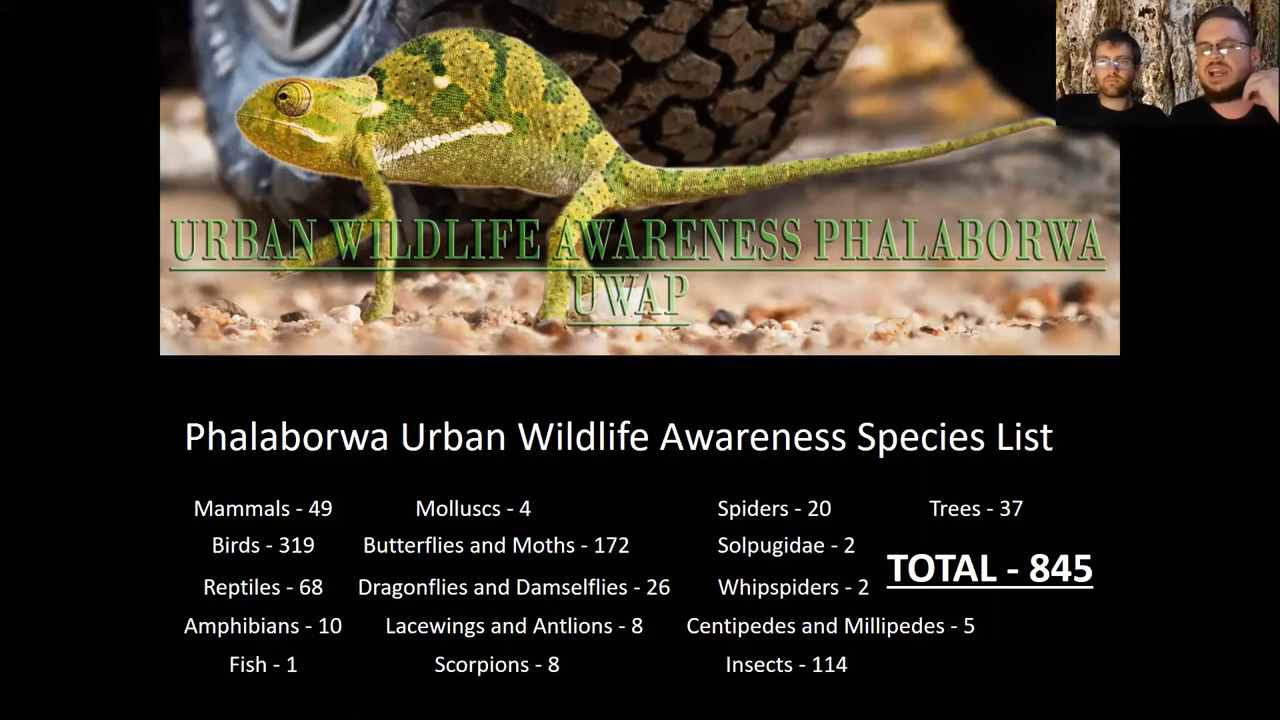 URBAN WILDLIFE AWARENESS PHALABORWA
UWAP
Phalaborwa Urban Wildlife Awareness Species List
Mammals - 49
Birds - 319
Reptiles - 68
Amphibians - 10
Fish - 1
Molluscs - 4
Butterflies and Moths - 172
Dragonflies and Damselflies - 26
Lacewings and Antlions - 8
Scorpions - 8
Spiders - 20
Solpugidae - 2
Whipspiders - 2
Centipedes and Millipedes - 5
Insects - 114
Trees - 37
TOTAL - 845